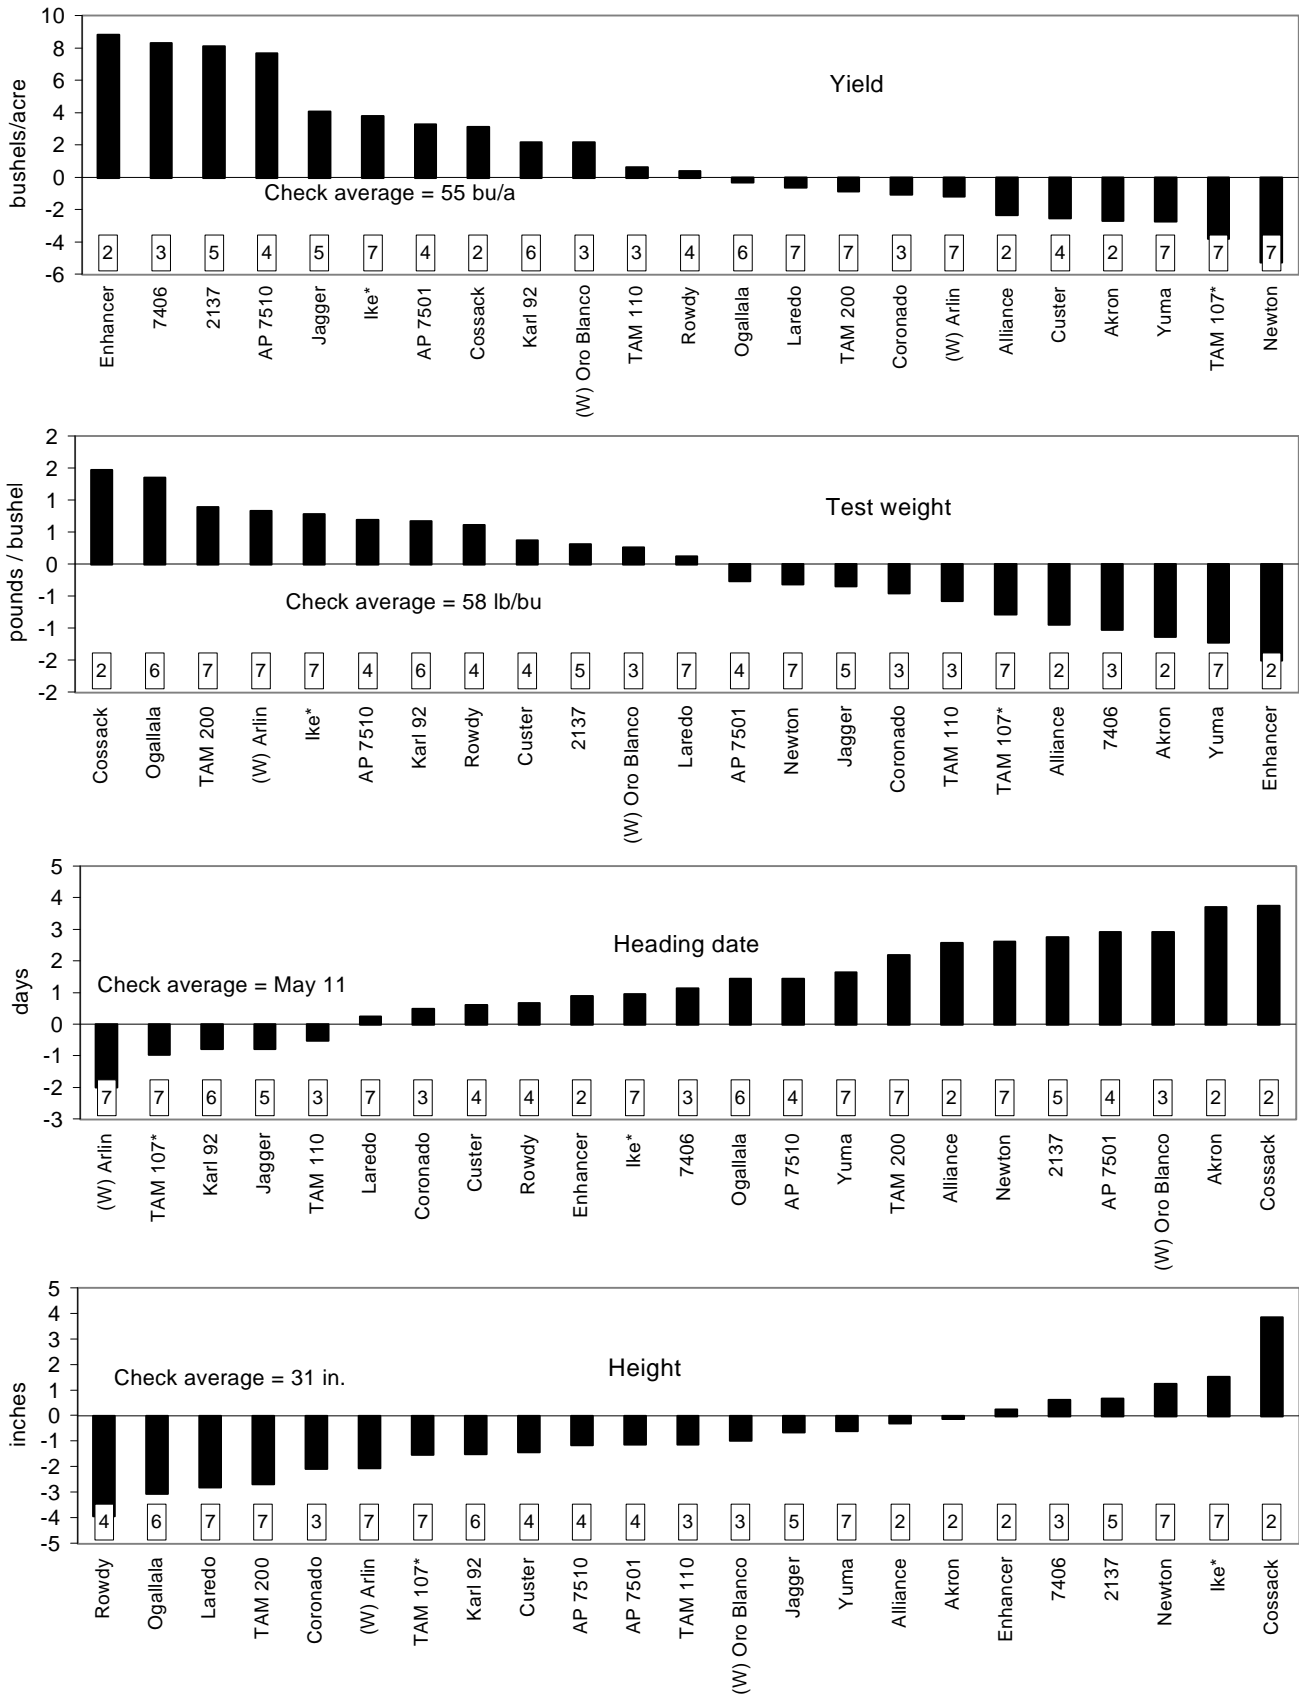 10
8
6
4
2
0
-2
-4
-6
bushels/acre
Yield
Check average = 55 bu/a
2 3 5 4 5 7 4 2 6 3 3 4 6 7 7 3 7 2 4 2 7 7 7
Enhancer
7406
2137
AP 7510
Jagger
Ike*
AP 7501
Cossack
Karl 92
(W) Oro Blanco
TAM 110
Rowdy
Ogallala
Laredo
TAM 200
Coronado
(W) Arlin
Alliance
Custer
Akron
Yuma
TAM 107*
Newton
2
2
1
1
0
-1
-1
-2
-2
pounds / bushel
Test weight
Check average = 58 lb/bu
2 6 7 7 7 4 6 4 4 5 3 7 4 7 5 3 3 7 2 3 2 7 2
Cossack
Ogallala
TAM 200
(W) Arlin
Ike*
AP 7510
Karl 92
Rowdy
Custer
2137
(W) Oro Blanco
Laredo
AP 7501
Newton
Jagger
Coronado
TAM 110
TAM 107*
Alliance
7406
Akron
Yuma
Enhancer
5
4
3
2
1
0
-1
-2
-3
days
Heading date
Check average = May 11
7 7 6 5 3 7 3 4 4 2 7 3 6 4 7 7 2 7 5 4 3 2 2
(W) Arlin
TAM 107*
Karl 92
Jagger
TAM 110
Laredo
Coronado
Custer
Rowdy
Enhancer
Ike*
7406
Ogallala
AP 7510
Yuma
TAM 200
Alliance
Newton
2137
AP 7501
(W) Oro Blanco
Akron
Cossack
5
4
3
2
1
0
-1
-2
-3
-4
-5
inches
Height
Check average = 31 in.
4 6 7 7 3 7 7 6 4 4 4 3 3 5 7 2 2 2 3 5 7 7 2
Rowdy
Ogallala
Laredo
TAM 200
Coronado
(W) Arlin
TAM 107*
Karl 92
Custer
AP 7510
AP 7501
TAM 110
(W) Oro Blanco
Jagger
Yuma
Alliance
Akron
Enhancer
7406
2137
Newton
Ike*
Cossack